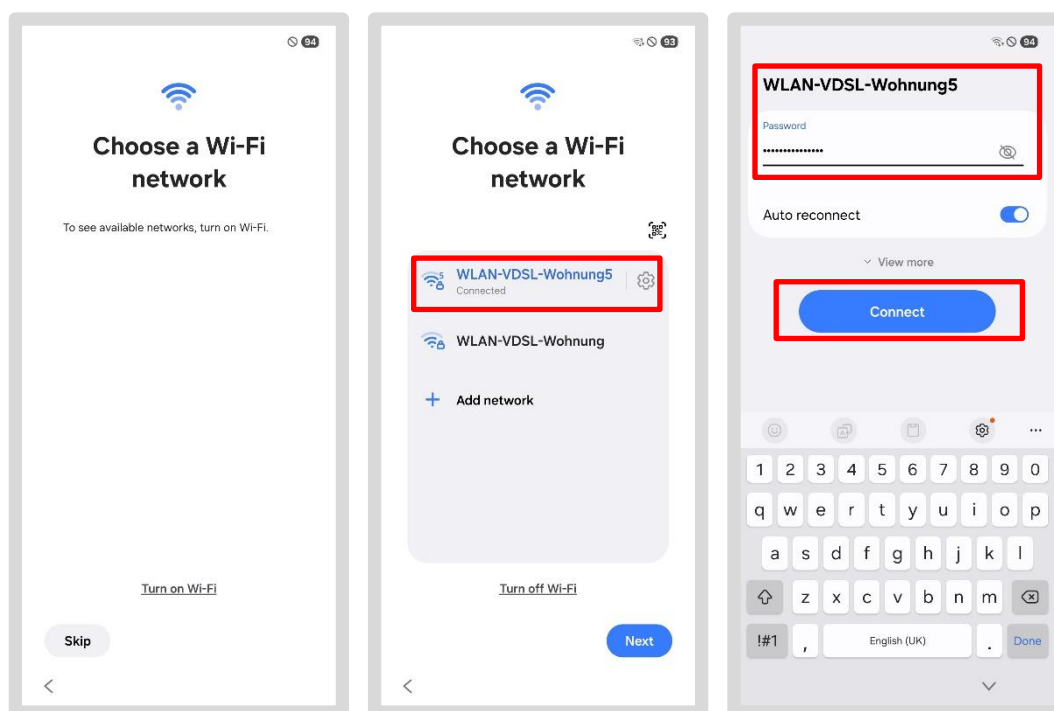 94
Choose a Wi-Fi
network
To see available networks, turn on Wi-Fi.
Turn on Wi-Fi
Skip
93
Choose a Wi-Fi
network
WLAN-VDSL-Wohnung5
Connected
WLAN-VDSL-Wohnung
Add network
Turn off Wi-Fi
Next
94
WLAN-VDSL-Wohnung5
Password
•••••••••••••••
Auto reconnect
View more
Connect
1 2 3 4 5 6 7 8 9 0
q w e r t y u i o p
a s d f g h j k l
z x c v b n m
!#1 , English (UK) . Done